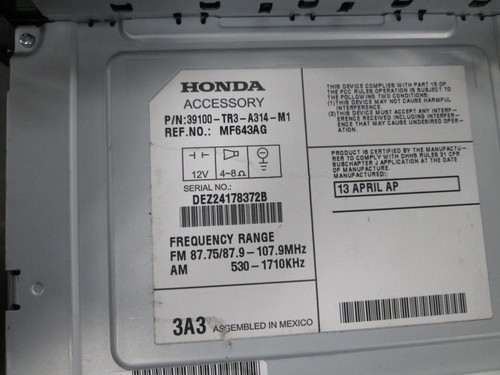 HONDA
ACCESSORY
P/N:39100-TR3-A314-M1
REF.NO.: MF643AG
12V 4~8Ω
SERIAL NO.:
DEZ24178372B
FREQUENCY RANGE
FM 87.75/87.9-107.9MHz
AM 530-1710KHz
3A3 ASSEMBLED IN MEXICO
THIS DEVICE COMPLIES WITH PART 15 OF
THE FCC RULES.OPERATION IS SUBJECT TO
THE FOLLOWING TWO CONDITIONS:
(1)THIS DEVICE MAY NOT CAUSE HARMFUL
INTERFERENCE.
(2)THIS DEVICE MUST ACCEPT ANY INTERF-
ERENCE RECEIVED INCLUDING INTERFER-
ENCE THAT MAY CAUSE UNDESIRED OPER-
ATION.
PRODUCT IS CERTIFIED BY THE MANUFACTU-
RER TO COMPLY WITH DHHS RULES 21 CFR
SUBCHAPTER J APPLICATION AT THE DATE OF
MANUFACTURE.
MANUFACTURED:
13 APRIL AP